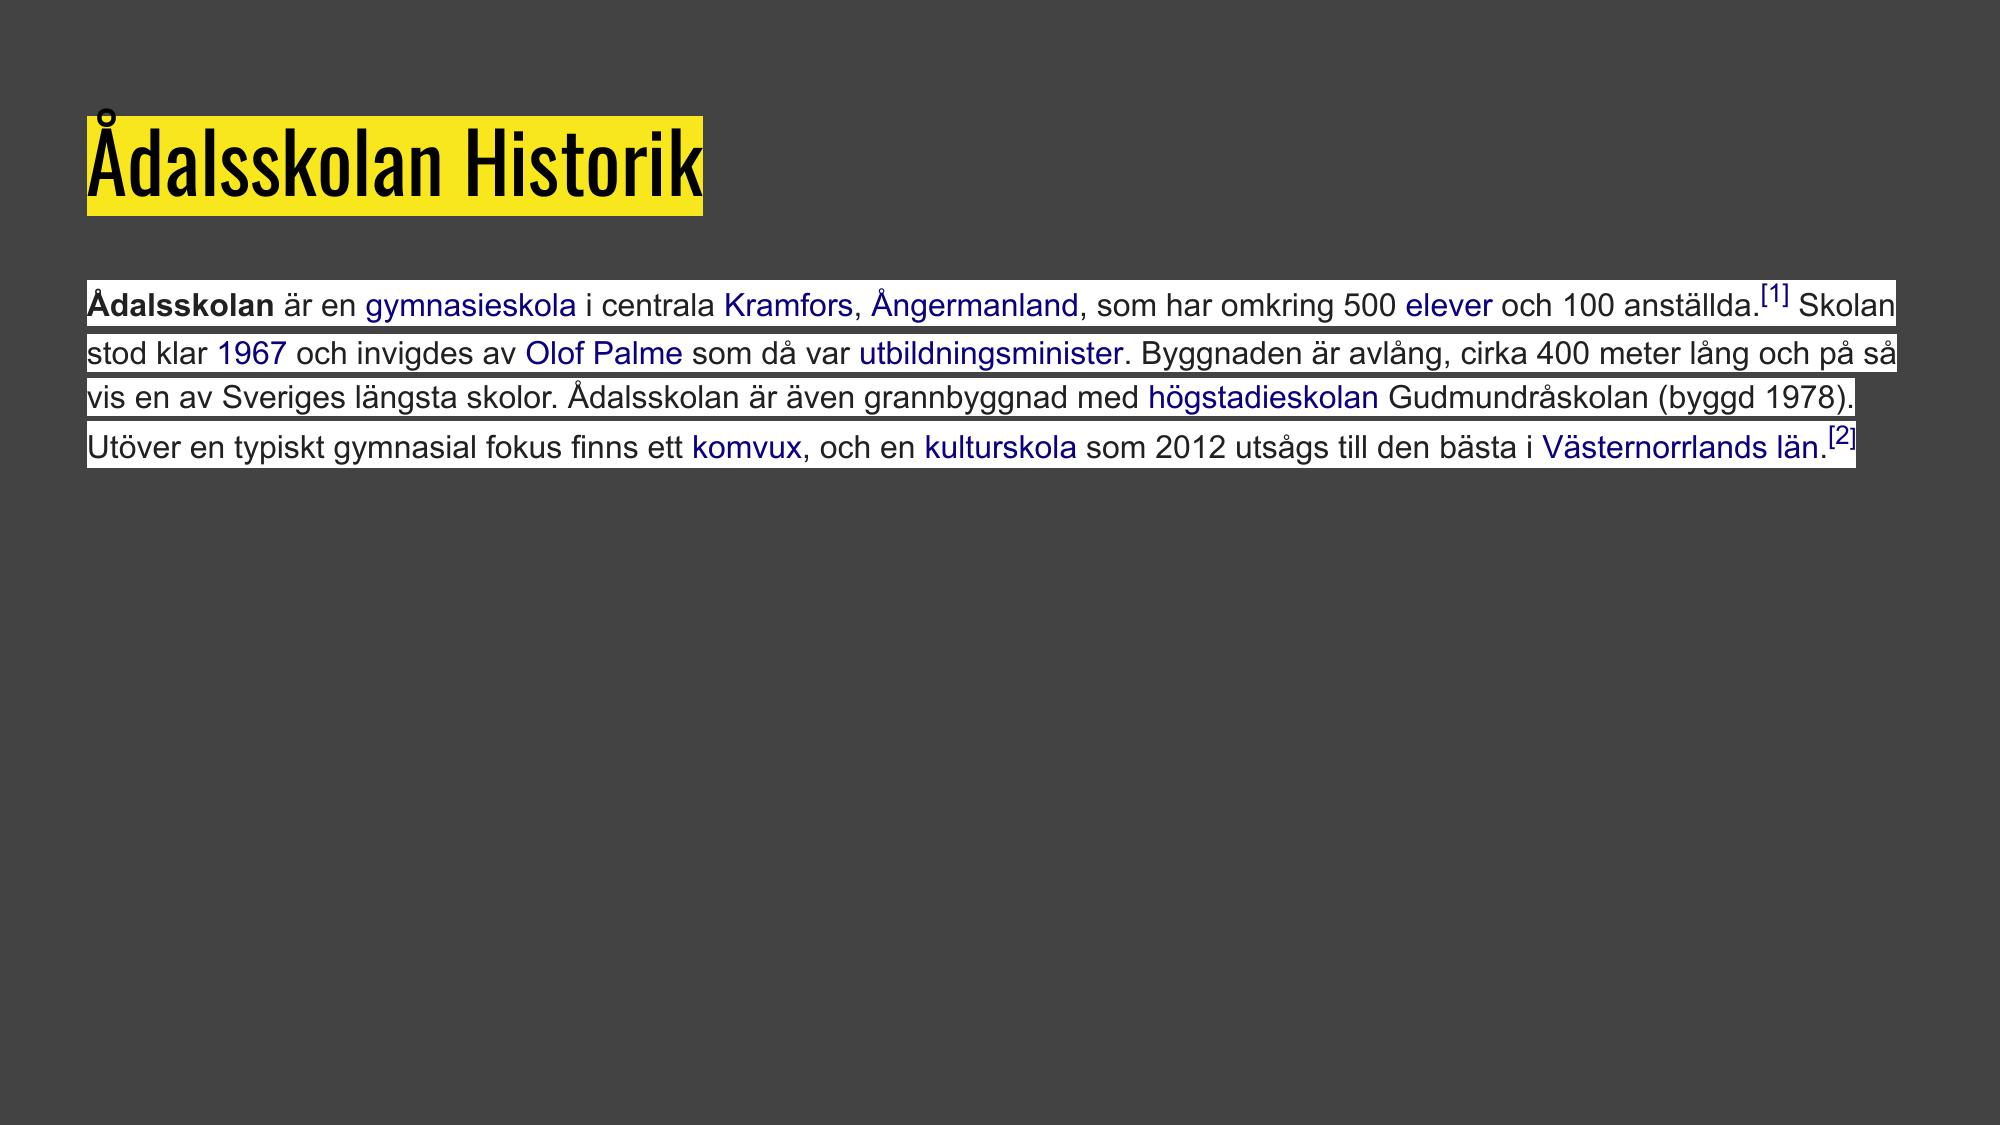 Ådalsskolan Historik
Ådalsskolan är en gymnasieskola i centrala Kramfors, Ångermanland, som har omkring 500 elever och 100 anställda.[1] Skolan
stod klar 1967 och invigdes av Olof Palme som då var utbildningsminister. Byggnaden är avlång, cirka 400 meter lång och på så
vis en av Sveriges längsta skolor. Ådalsskolan är även grannbyggnad med högstadieskolan Gudmundråskolan (byggd 1978).
Utöver en typiskt gymnasial fokus finns ett komvux, och en kulturskola som 2012 utsågs till den bästa i Västernorrlands län.[2]